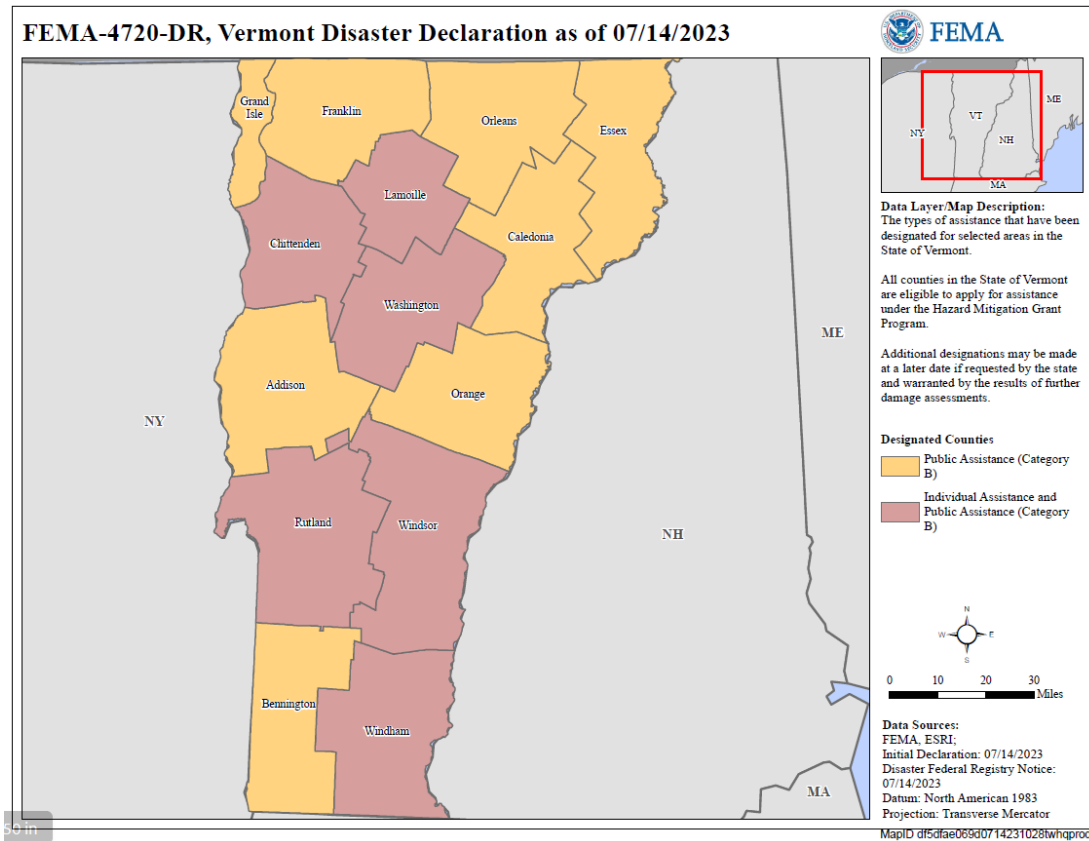 FEMA-4720-DR, Vermont Disaster Declaration as of 07/14/2023
FEMA
Grand
Isle
Franklin
Orleans
Essex
Lamoille
Chittenden
Caledonia
Washington
Addison
Orange
Rutland
Windsor
Bennington
Windham
NY
NH
ME
MA
NY
VT
NH
ME
MA
Data Layer/Map Description:
The types of assistance that have been
designated for selected areas in the
State of Vermont.
All counties in the State of Vermont
are eligible to apply for assistance
under the Hazard Mitigation Grant
Program.
Additional designations may be made
at a later date if requested by the state
and warranted by the results of further
damage assessments.
Designated Counties
Public Assistance (Category
B)
Individual Assistance and
Public Assistance (Category
B)
N
W E
S
0 10 20 30
Miles
Data Sources:
FEMA, ESRI;
Initial Declaration: 07/14/2023
Disaster Federal Registry Notice:
07/14/2023
Datum: North American 1983
Projection: Transverse Mercator
MapID df5dfae069d0714231028twhqproc
50 in